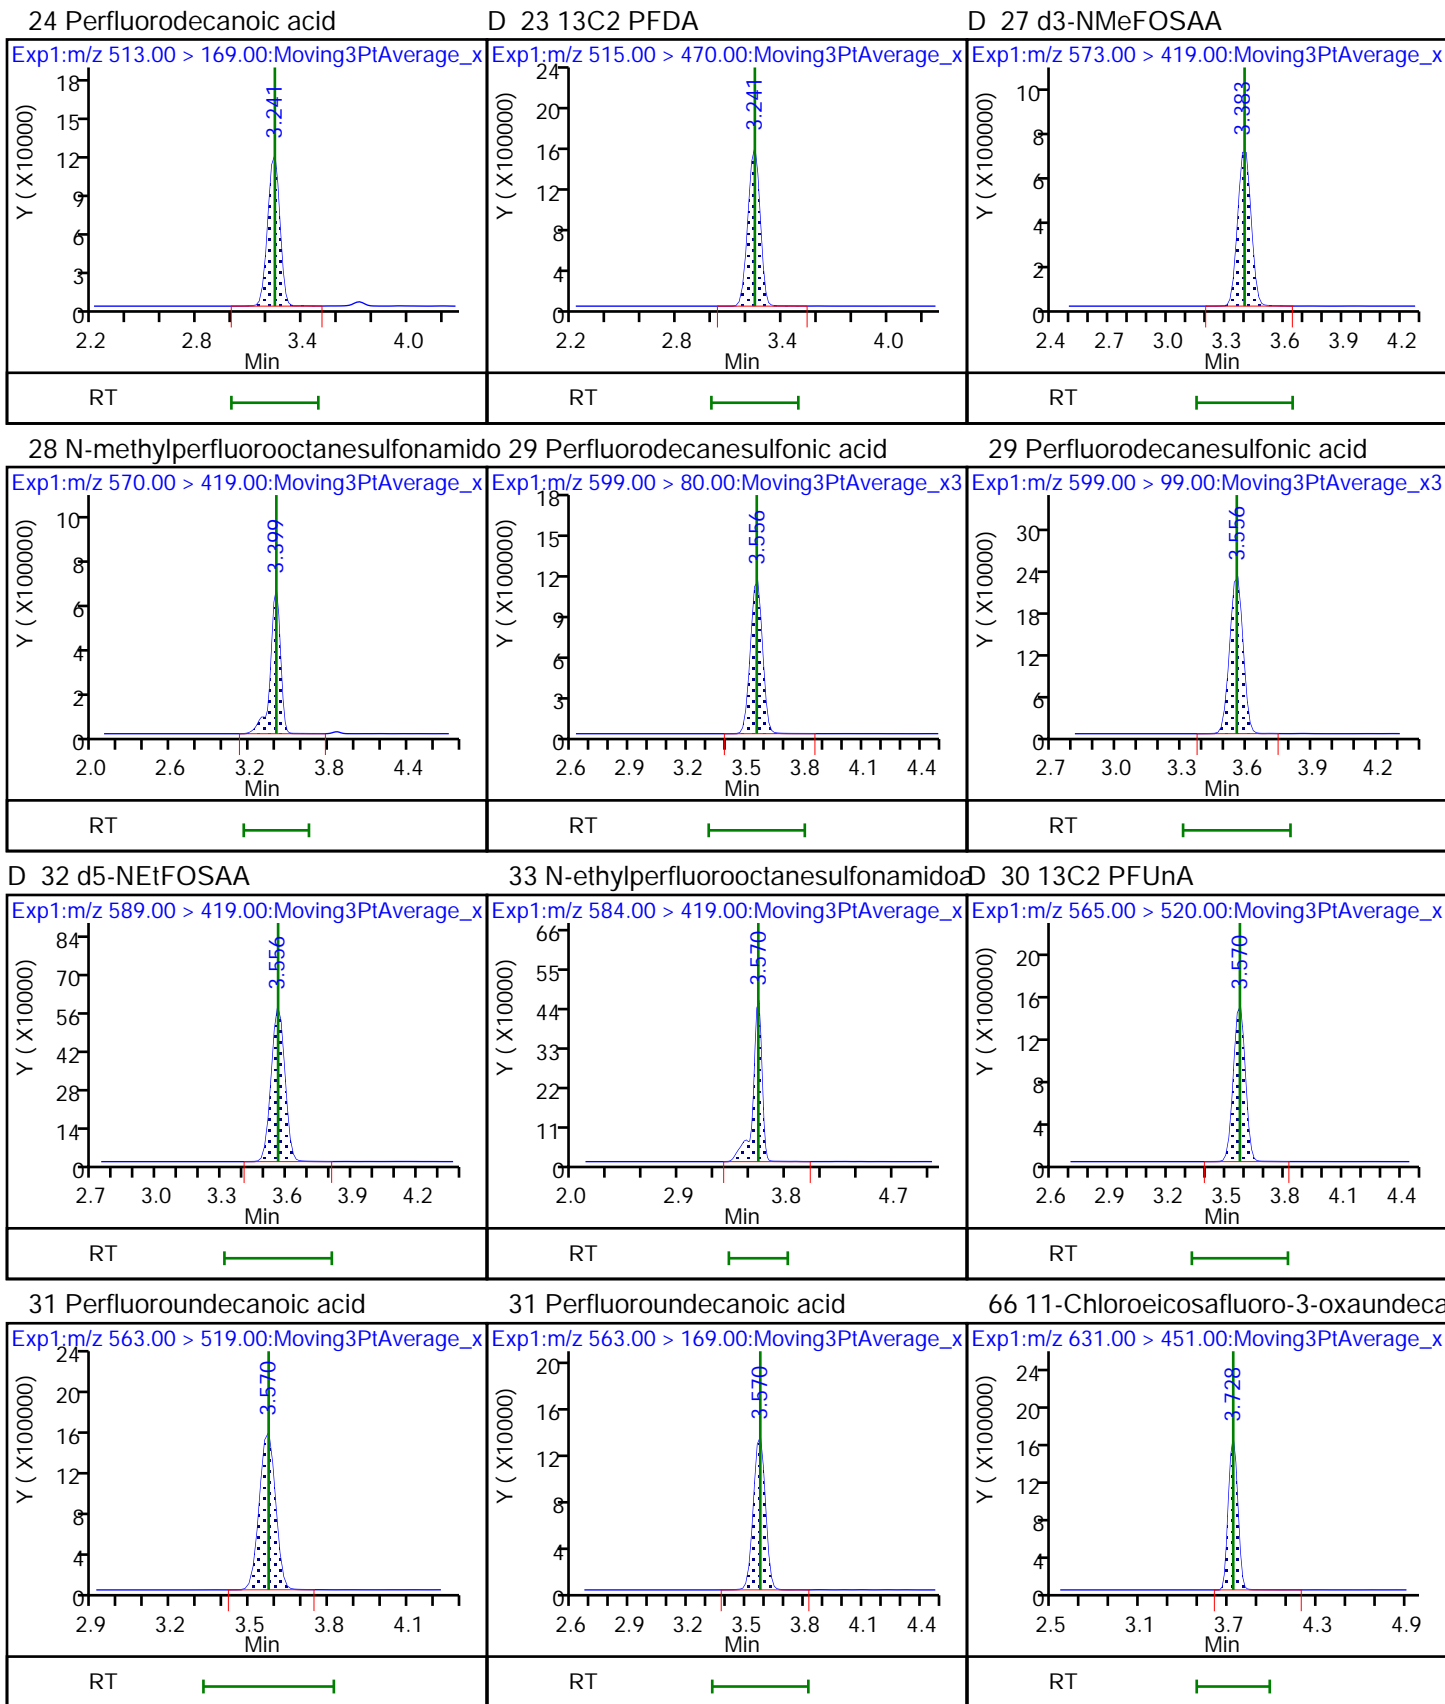 24 Perfluorodecanoic acid
Exp1:m/z 513.00 > 169.00:Moving3PtAverage_x
Y ( X100000)
18
15
12
9
6
3
0
3.241
2.2 2.8 3.4 4.0
Min
RT
D 23 13C2 PFDA
Exp1:m/z 515.00 > 470.00:Moving3PtAverage_x
Y ( X100000)
24
20
16
12
8
4
0
3.241
2.2 2.8 3.4 4.0
Min
RT
D 27 d3-NMeFOSAA
Exp1:m/z 573.00 > 419.00:Moving3PtAverage_x
Y ( X100000)
10
8
6
4
2
0
3.383
2.4 2.7 3.0 3.3 3.6 3.9 4.2
Min
RT
28 N-methylperfluorooctanesulfonamido
Exp1:m/z 570.00 > 419.00:Moving3PtAverage_x
Y ( X100000)
10
8
6
4
2
0
3.399
2.0 2.6 3.2 3.8 4.4
Min
RT
29 Perfluorodecanesulfonic acid
Exp1:m/z 599.00 > 80.00:Moving3PtAverage_x3
Y ( X100000)
18
15
12
9
6
3
0
3.556
2.6 2.9 3.2 3.5 3.8 4.1 4.4
Min
RT
29 Perfluorodecanesulfonic acid
Exp1:m/z 599.00 > 99.00:Moving3PtAverage_x3
Y ( X10000)
30
24
18
12
6
0
3.556
2.7 3.0 3.3 3.6 3.9 4.2
Min
RT
D 32 d5-NEtFOSAA
Exp1:m/z 589.00 > 419.00:Moving3PtAverage_x
Y ( X10000)
84
70
56
42
28
14
0
3.556
2.7 3.0 3.3 3.6 3.9 4.2
Min
RT
33 N-ethylperfluorooctanesulfonamidoa
Exp1:m/z 584.00 > 419.00:Moving3PtAverage_x
Y ( X10000)
66
55
44
33
22
11
0
3.570
2.0 2.9 3.8 4.7
Min
RT
D 30 13C2 PFUnA
Exp1:m/z 565.00 > 520.00:Moving3PtAverage_x
Y ( X100000)
20
16
12
8
4
0
3.570
2.6 2.9 3.2 3.5 3.8 4.1 4.4
Min
RT
31 Perfluoroundecanoic acid
Exp1:m/z 563.00 > 519.00:Moving3PtAverage_x
Y ( X100000)
24
20
16
12
8
4
0
3.570
2.9 3.2 3.5 3.8 4.1
Min
RT
31 Perfluoroundecanoic acid
Exp1:m/z 563.00 > 169.00:Moving3PtAverage_x
Y ( X10000)
20
16
12
8
4
0
3.570
2.6 2.9 3.2 3.5 3.8 4.1 4.4
Min
RT
66 11-Chloroeicosafluoro-3-oxaundeca
Exp1:m/z 631.00 > 451.00:Moving3PtAverage_x
Y ( X100000)
24
20
16
12
8
4
0
3.728
2.5 3.1 3.7 4.3 4.9
Min
RT